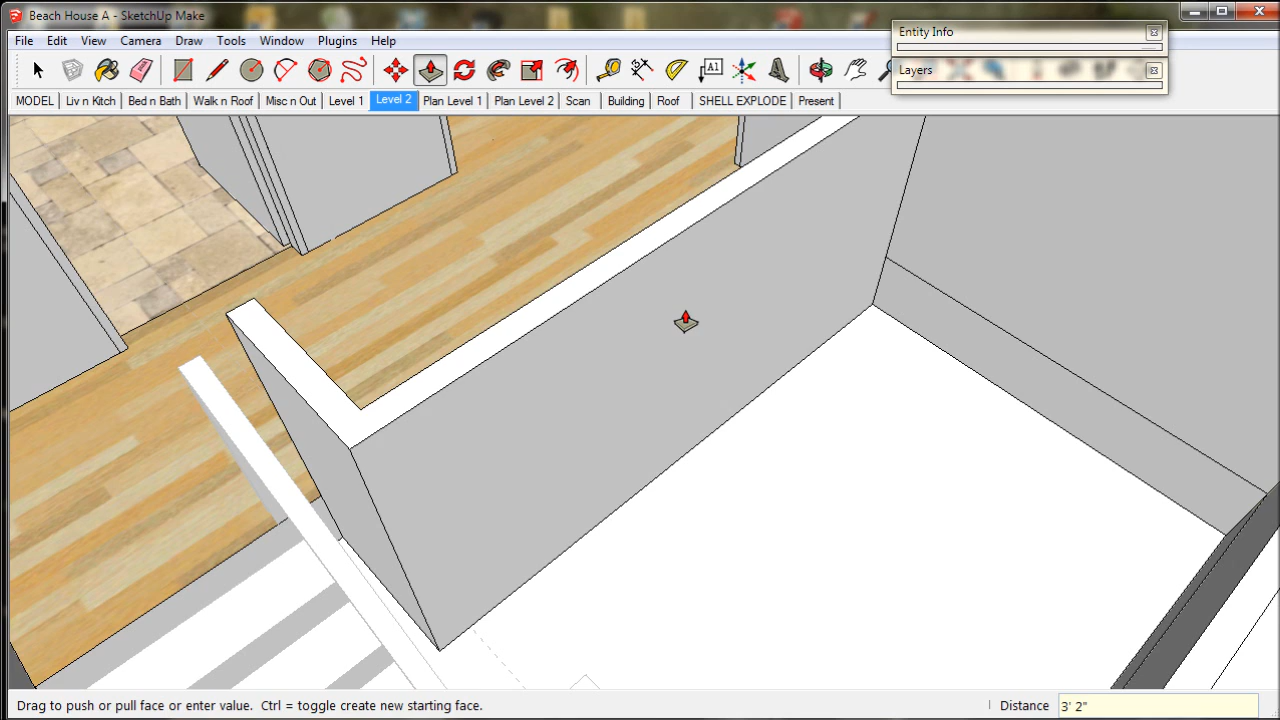 Beach House A - SketchUp Make
File Edit View Camera Draw Tools Window Plugins Help
Entity Info
A1
Layers
MODEL Liv n Kitch Bed n Bath Walk n Roof Misc n Out Level 1 Level 2 Plan Level 1 Plan Level 2 Scan Building Roof SHELL EXPLODE Present
Drag to push or pull face or enter value. Ctrl = toggle create new starting face. Distance 3' 2"